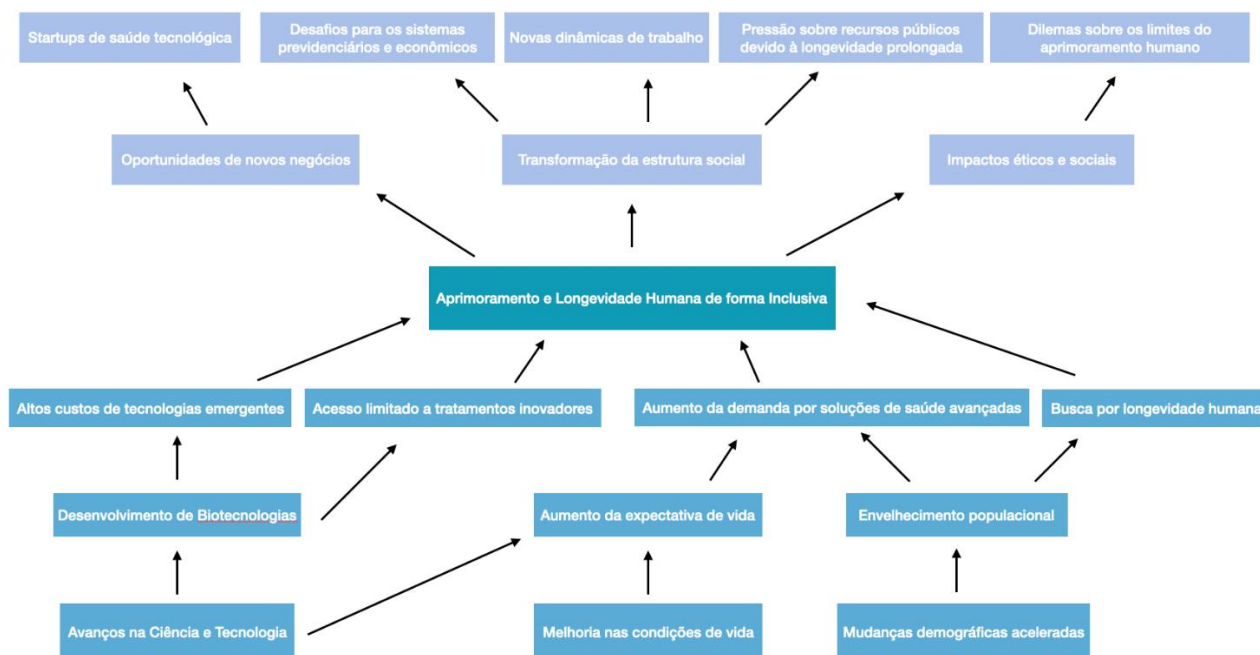 Startups de saúde tecnológica
Desafios para os sistemas
previdenciários e econômicos
Novas dinâmicas de trabalho
Pressão sobre recursos públicos
devido à longevidade prolongada
Dilemas sobre os limites do
aprimoramento humano
Oportunidades de novos negócios
Transformação da estrutura social
Impactos éticos e sociais
Aprimoramento e Longevidade Humana de forma Inclusiva
Altos custos de tecnologias emergentes
Acesso limitado a tratamentos inovadores
Aumento da demanda por soluções de saúde avançadas
Busca por longevidade humana
Desenvolvimento de Biotecnologias
Aumento da expectativa de vida
Envelhecimento populacional
Avanços na Ciência e Tecnologia
Melhoria nas condições de vida
Mudanças demográficas aceleradas